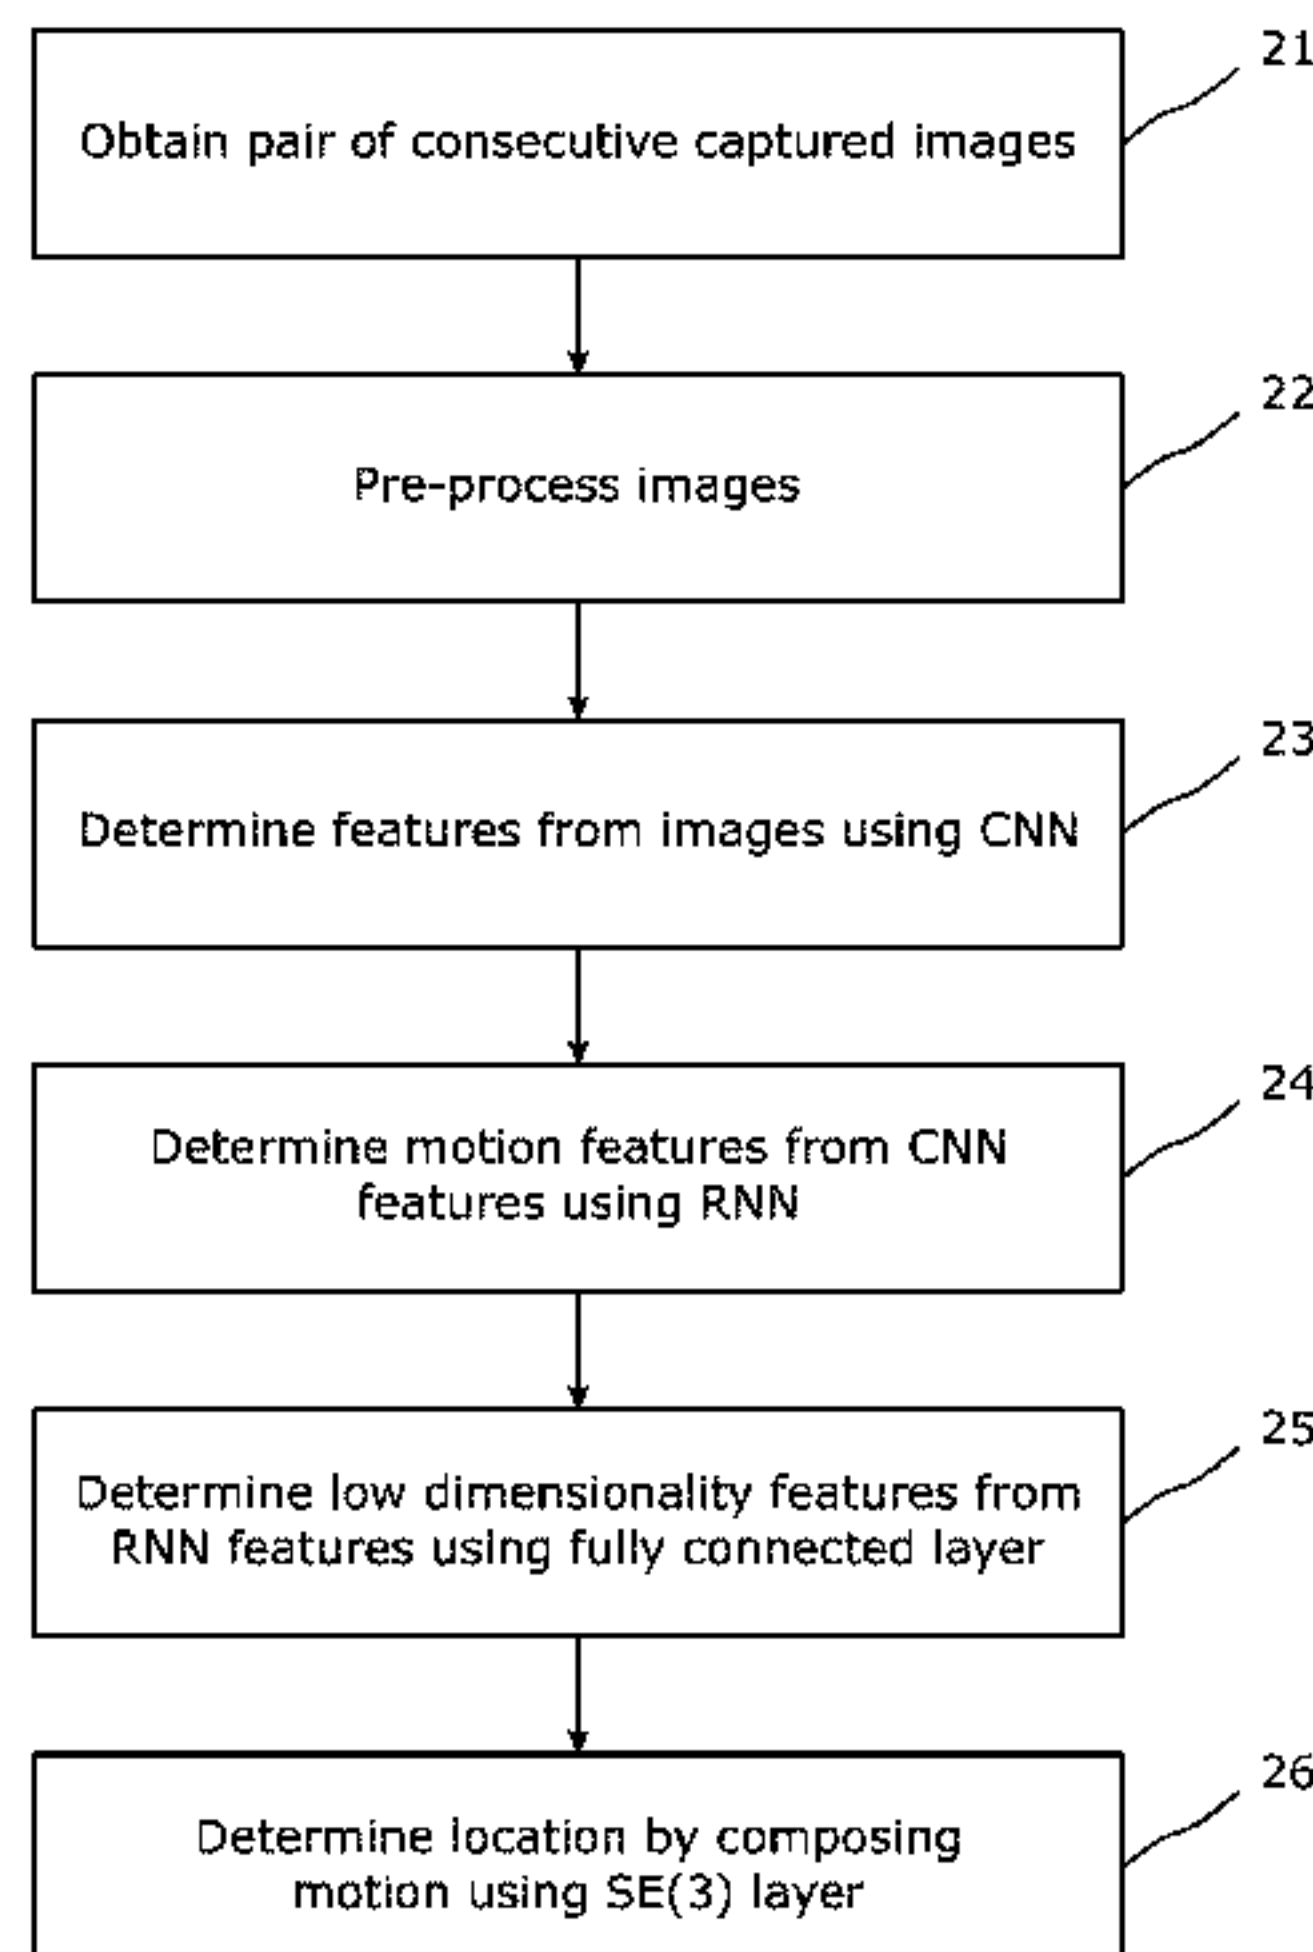 21
Obtain pair of consecutive captured images
22
Pre-process images
23
Determine features from images using CNN
24
Determine motion features from CNN
features using RNN
25
Determine low dimensionality features from
RNN features using fully connected layer
26
Determine location by composing
motion using SE(3) layer